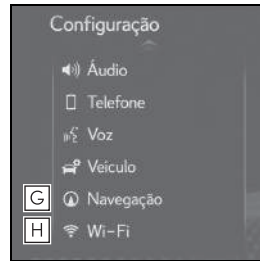 Configuração
Áudio
Telefone
Voz
Veículo
G Navegação
H Wi-Fi